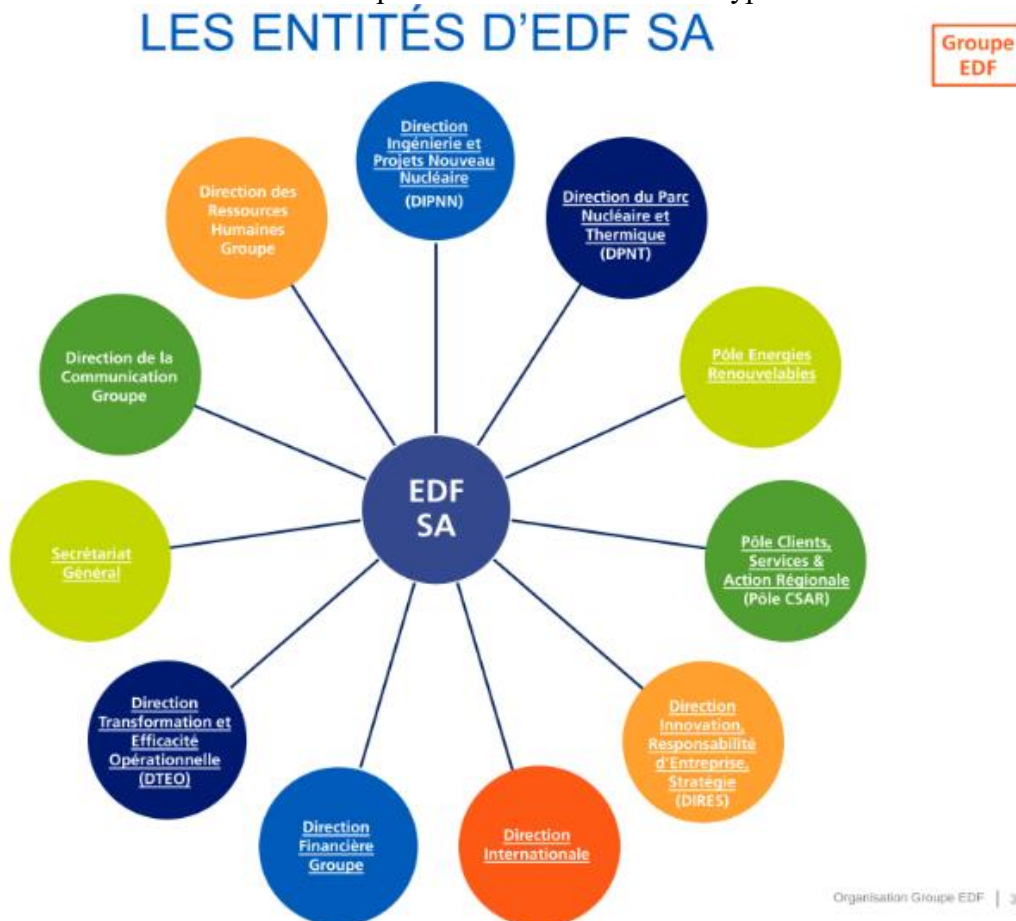 LES ENTITÉS D'EDF SA
Groupe
EDF
Direction
Ingénierie et
Projets Nouveau
Nucléaire
(DIPNN)
Direction du Parc
Nucléaire et
Thermique
(DPNT)
Pôle Energies
Renouvelables
Pôle Clients,
Services &
Action Régionale
(Pôle CSAR)
Direction
Innovation,
Responsabilité
d'Entreprise,
Stratégie
(DIRES)
Direction
Internationale
Direction
Financière
Groupe
Direction
Transformation et
Efficacité
Opérationnelle
(DTEO)
Secrétariat
Général
Direction de la
Communication
Groupe
Direction des
Ressources
Humaines
Groupe
EDF
SA
Organisation Groupe EDF | 3